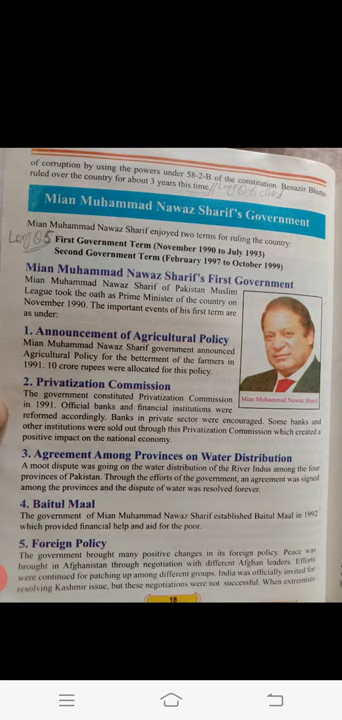 of corruption by using the powers under 58-2-B of the constitution. Benazir Bhutto
ruled over the country for about 3 years this time. // Long Q-6 closed
Mian Muhammad Nawaz Sharif's Government
Mian Muhammad Nawaz Sharif enjoyed two terms for ruling the country:
Long Q5 First Government Term (November 1990 to July 1993)
Second Government Term (February 1997 to October 1999)
Mian Muhammad Nawaz Sharif's First Government
Mian Muhammad Nawaz Sharif of Pakistan Muslim
League took the oath as Prime Minister of the country on
November 1990. The important events of his first term are
as under:
1. Announcement of Agricultural Policy
Mian Muhammad Nawaz Sharif government announced
Agricultural Policy for the betterment of the farmers in
1991. 10 crore rupees were allocated for this policy.
Mian Muhammad Nawaz Sharif
2. Privatization Commission
The government constituted Privatization Commission
in 1991. Official banks and financial institutions were
reformed accordingly. Banks in private sector were encouraged. Some banks and
other institutions were sold out through this Privatization Commission which created a
positive impact on the national economy.
3. Agreement Among Provinces on Water Distribution
A moot dispute was going on the water distribution of the River Indus among the four
provinces of Pakistan. Through the efforts of the government, an agreement was signed
among the provinces and the dispute of water was resolved forever.
4. Baitul Maal
The government of Mian Muhammad Nawaz Sharif established Baitul Maal in 1992
which provided financial help and aid for the poor.
5. Foreign Policy
The government brought many positive changes in its foreign policy. Peace was
brought in Afghanistan through negotiation with different Afghan leaders. Efforts
were continued for patching up among different groups. India was officially invited for
resolving Kashmir issue, but these negotiations were not successful. When extremists
18